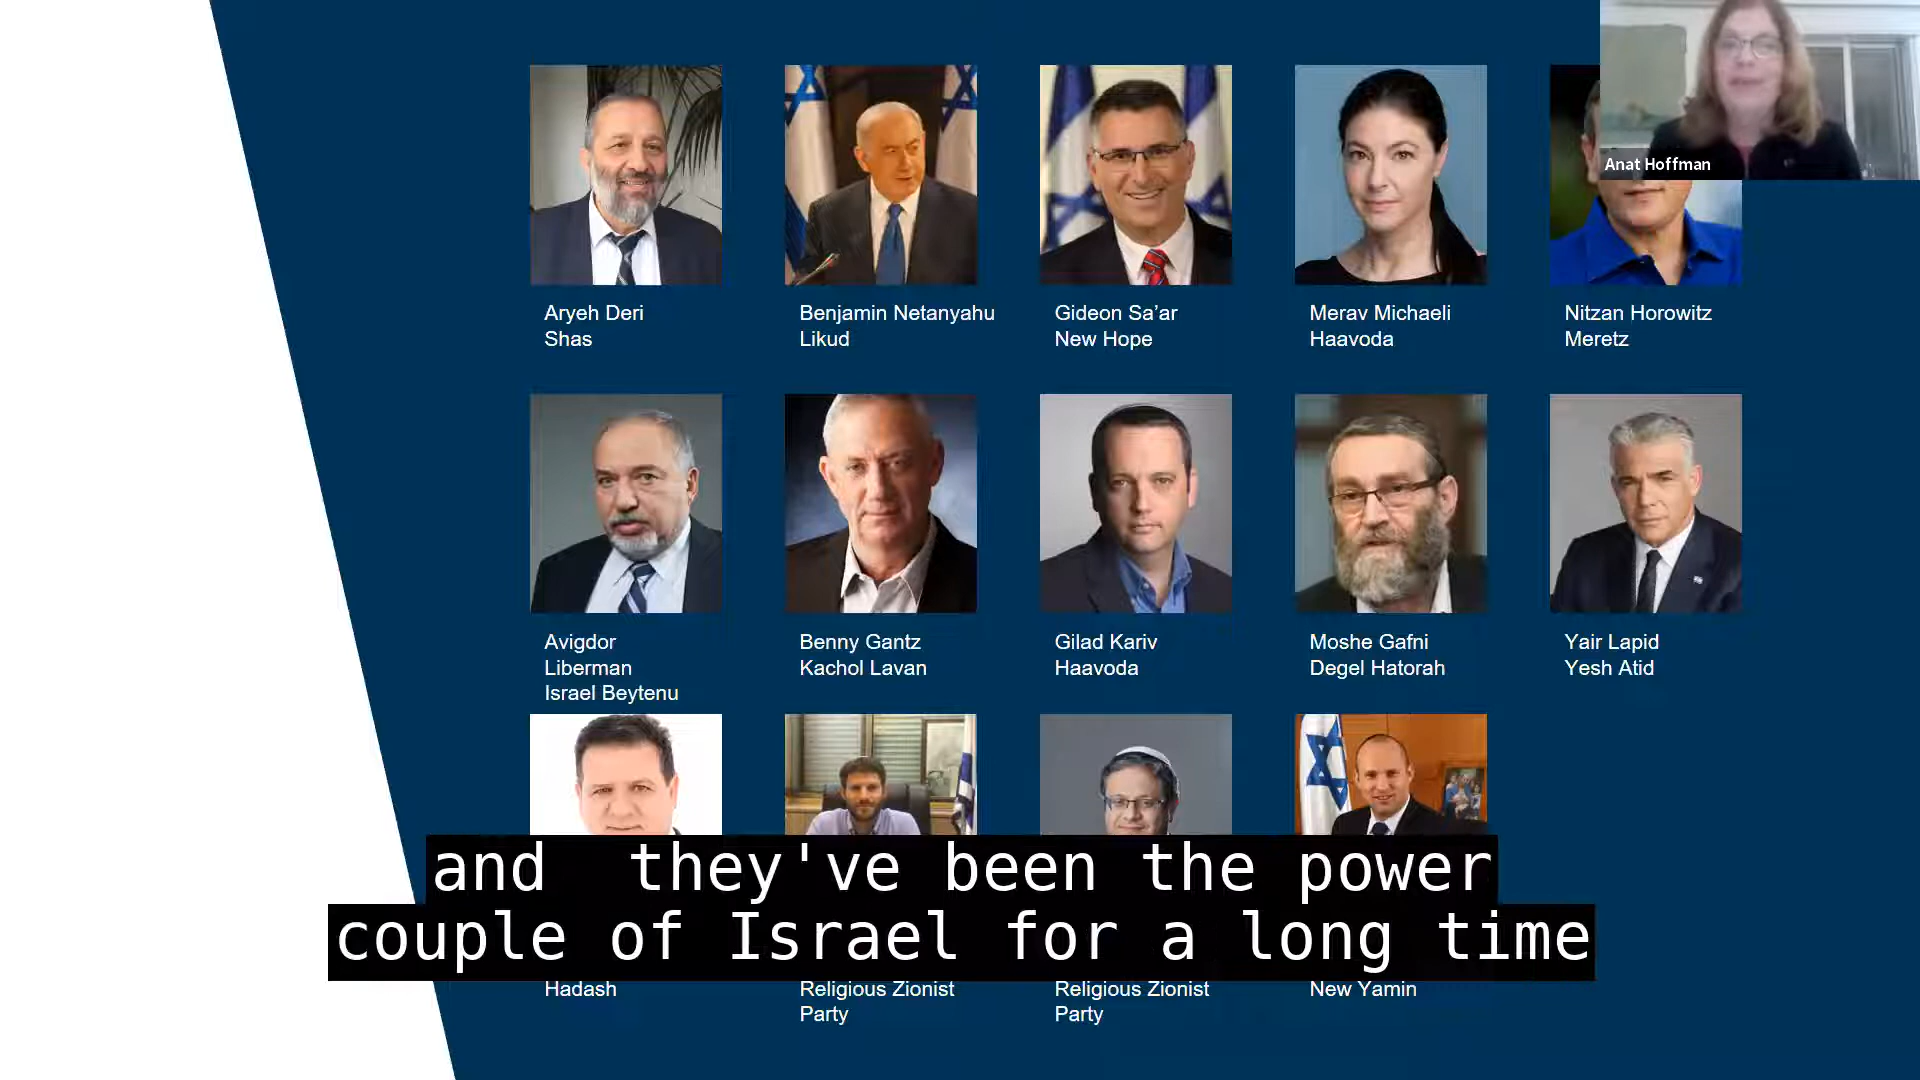 Anat Hoffman
Aryeh Deri
Shas
Benjamin Netanyahu
Likud
Gideon Sa’ar
New Hope
Merav Michaeli
Haavoda
Nitzan Horowitz
Meretz
Avigdor
Liberman
Israel Beytenu
Benny Gantz
Kachol Lavan
Gilad Kariv
Haavoda
Moshe Gafni
Degel Hatorah
Yair Lapid
Yesh Atid
and they've been the power
couple of Israel for a long time
Hadash
Religious Zionist
Party
Religious Zionist
Party
New Yamin